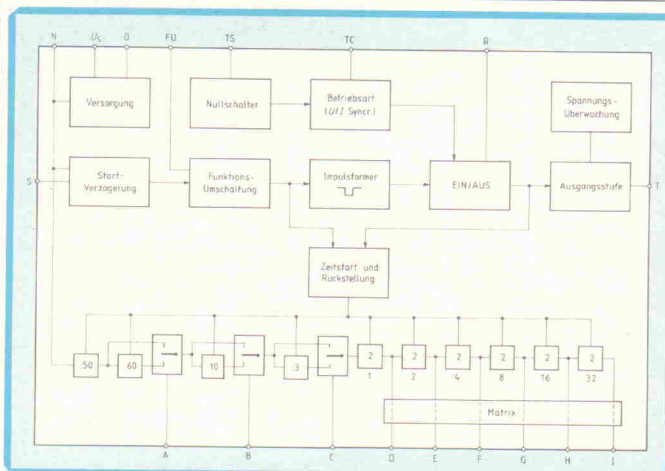 N U₅ 0 FU TS TC R
Versorgung
Nullschalter
Betriebsart
(U/I Syncr.)
Spannungs-
Überwachung
S
Start-
Verzögerung
Funktions-
Umschaltung
Impulsformer
EIN/AUS
Ausgangsstufe
T
Zeitstart und
Rückstellung
50 60 10 3 2 2 2 2 2 2
1 2 4 8 16 32
Matrix
A B C D E F G H I